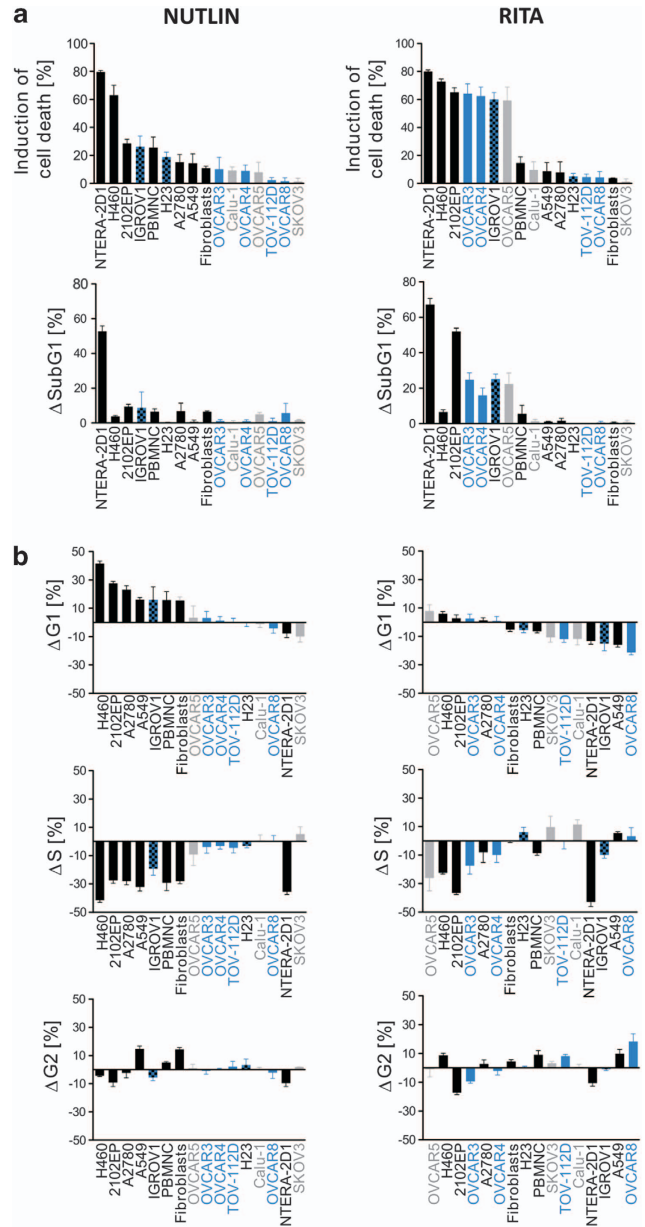 a
NUTLIN
RITA
Induction of
cell death [%]
100
80
60
40
20
0
NTERA-2D1
H460
2102EP
IGROV1
PBMNC
H23
A2780
A549
Fibroblasts
OVCAR3
Calu-1
OVCAR4
OVCAR5
TOV-112D
OVCAR8
SKOV3
Induction of
cell death [%]
100
80
60
40
20
0
NTERA-2D1
H460
2102EP
OVCAR3
OVCAR4
IGROV1
OVCAR5
PBMNC
Calu-1
A549
A2780
H23
TOV-112D
OVCAR8
Fibroblasts
SKOV3
Δ SubG1 [%]
80
60
40
20
0
NTERA-2D1
H460
2102EP
IGROV1
PBMNC
H23
A2780
A549
Fibroblasts
OVCAR3
Calu-1
OVCAR4
OVCAR5
TOV-112D
OVCAR8
SKOV3
Δ SubG1 [%]
80
60
40
20
0
NTERA-2D1
H460
2102EP
OVCAR3
OVCAR4
IGROV1
OVCAR5
PBMNC
Calu-1
A549
A2780
H23
TOV-112D
OVCAR8
Fibroblasts
SKOV3
b
Δ G1 [%]
50
30
10
-10
-30
-50
H460
2102EP
A2780
A549
IGROV1
PBMNC
Fibroblasts
OVCAR5
OVCAR3
OVCAR4
TOV-112D
H23
Calu-1
OVCAR8
NTERA-2D1
SKOV3
Δ G1 [%]
50
30
10
-10
-30
-50
OVCAR5
H460
2102EP
OVCAR3
A2780
OVCAR4
Fibroblasts
H23
PBMNC
SKOV3
TOV-112D
Calu-1
NTERA-2D1
IGROV1
A549
OVCAR8
Δ S [%]
50
30
10
-10
-30
-50
H460
2102EP
A2780
A549
IGROV1
PBMNC
Fibroblasts
OVCAR5
OVCAR3
OVCAR4
TOV-112D
H23
Calu-1
OVCAR8
NTERA-2D1
SKOV3
Δ S [%]
50
30
10
-10
-30
-50
OVCAR5
H460
2102EP
OVCAR3
A2780
OVCAR4
Fibroblasts
H23
PBMNC
SKOV3
TOV-112D
Calu-1
NTERA-2D1
IGROV1
A549
OVCAR8
Δ G2 [%]
50
30
10
-10
-30
-50
H460
2102EP
A2780
A549
IGROV1
PBMNC
Fibroblasts
OVCAR5
OVCAR3
OVCAR4
TOV-112D
H23
Calu-1
OVCAR8
NTERA-2D1
SKOV3
Δ G2 [%]
50
30
10
-10
-30
-50
OVCAR5
H460
2102EP
OVCAR3
A2780
OVCAR4
Fibroblasts
H23
PBMNC
SKOV3
TOV-112D
Calu-1
NTERA-2D1
IGROV1
A549
OVCAR8